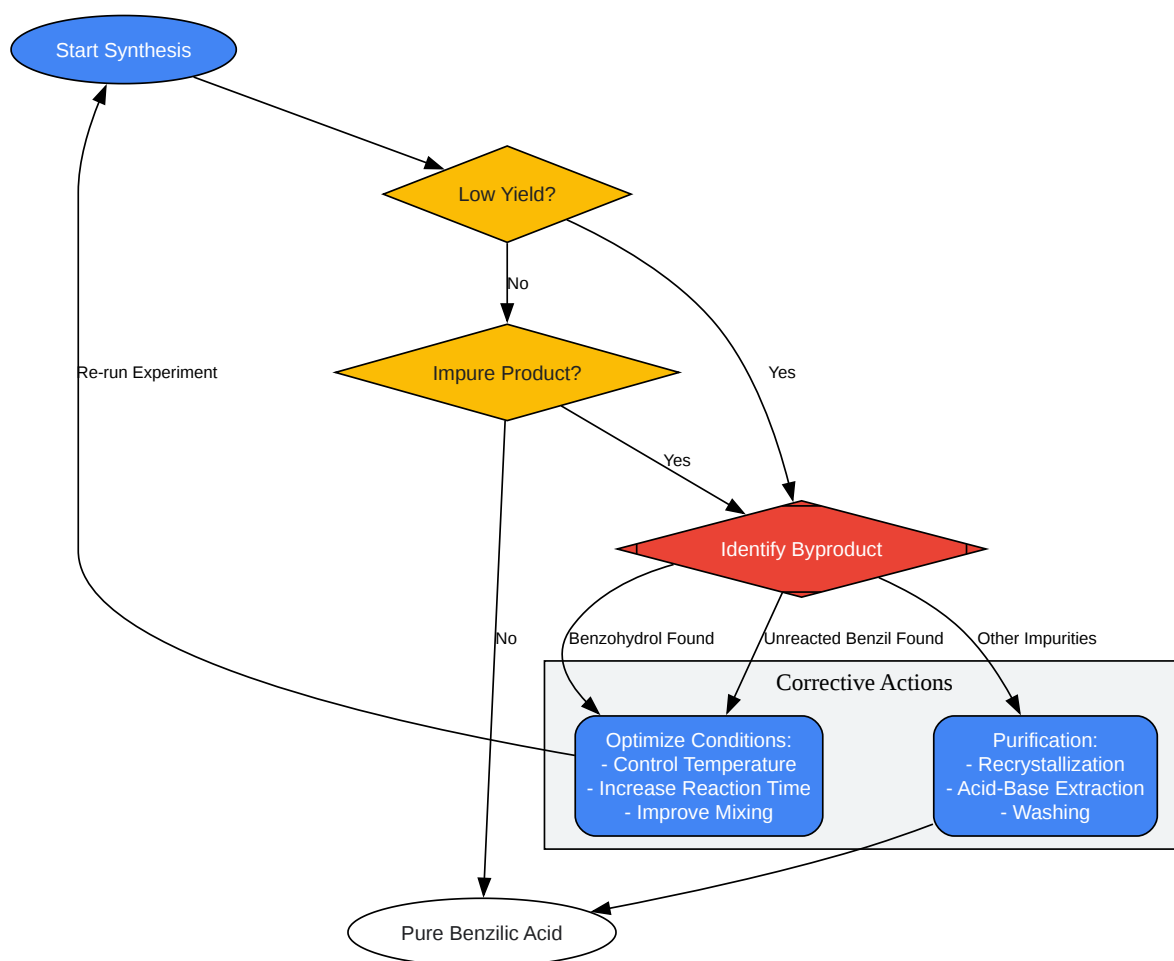 Start Synthesis
Low Yield?
No
Impure Product?
Re-run Experiment
Yes
Yes
Identify Byproduct
No
Benzohydrol Found
Unreacted Benzil Found
Other Impurities
Corrective Actions
Optimize Conditions:
- Control Temperature
- Increase Reaction Time
- Improve Mixing
Purification:
- Recrystallization
- Acid-Base Extraction
- Washing
Pure Benzilic Acid